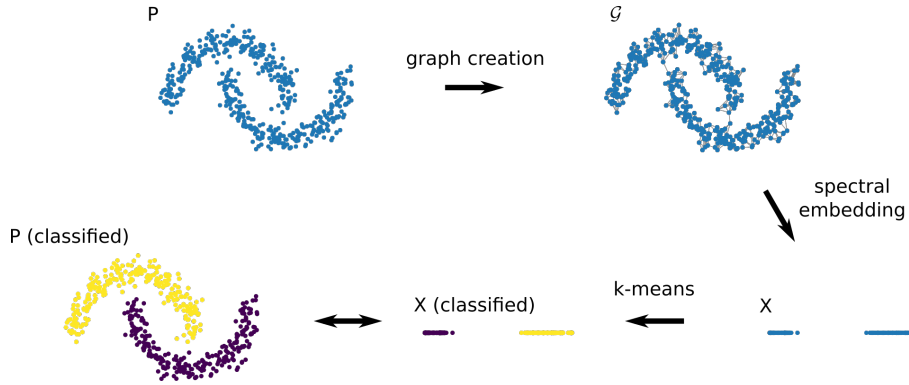 P
𝒢
graph creation
spectral
embedding
P (classified)
X (classified)
k-means
X